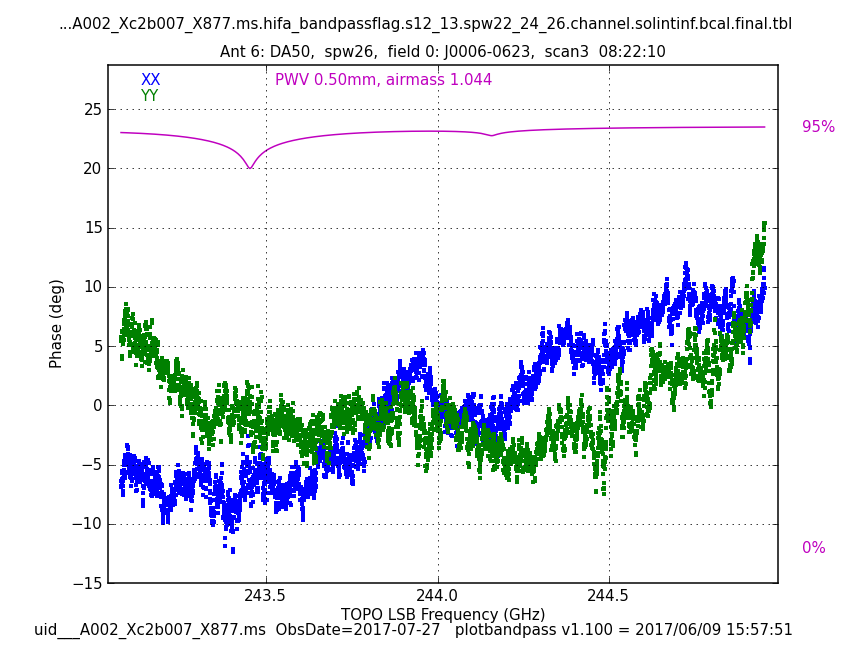 ...A002_Xc2b007_X877.ms.hifa_bandpassflag.s12_13.spw22_24_26.channel.solintinf.bcal.final.tbl
Ant 6: DA50,  spw26,  field 0: J0006-0623,  scan3  08:22:10
XX
PWV 0.50mm, airmass 1.044
YY
25
95%
20
15
10
5
0
−5
−10
0%
−15
Phase (deg)
243.5
244.0
244.5
TOPO LSB Frequency (GHz)
uid___A002_Xc2b007_X877.ms  ObsDate=2017-07-27   plotbandpass v1.100 = 2017/06/09 15:57:51